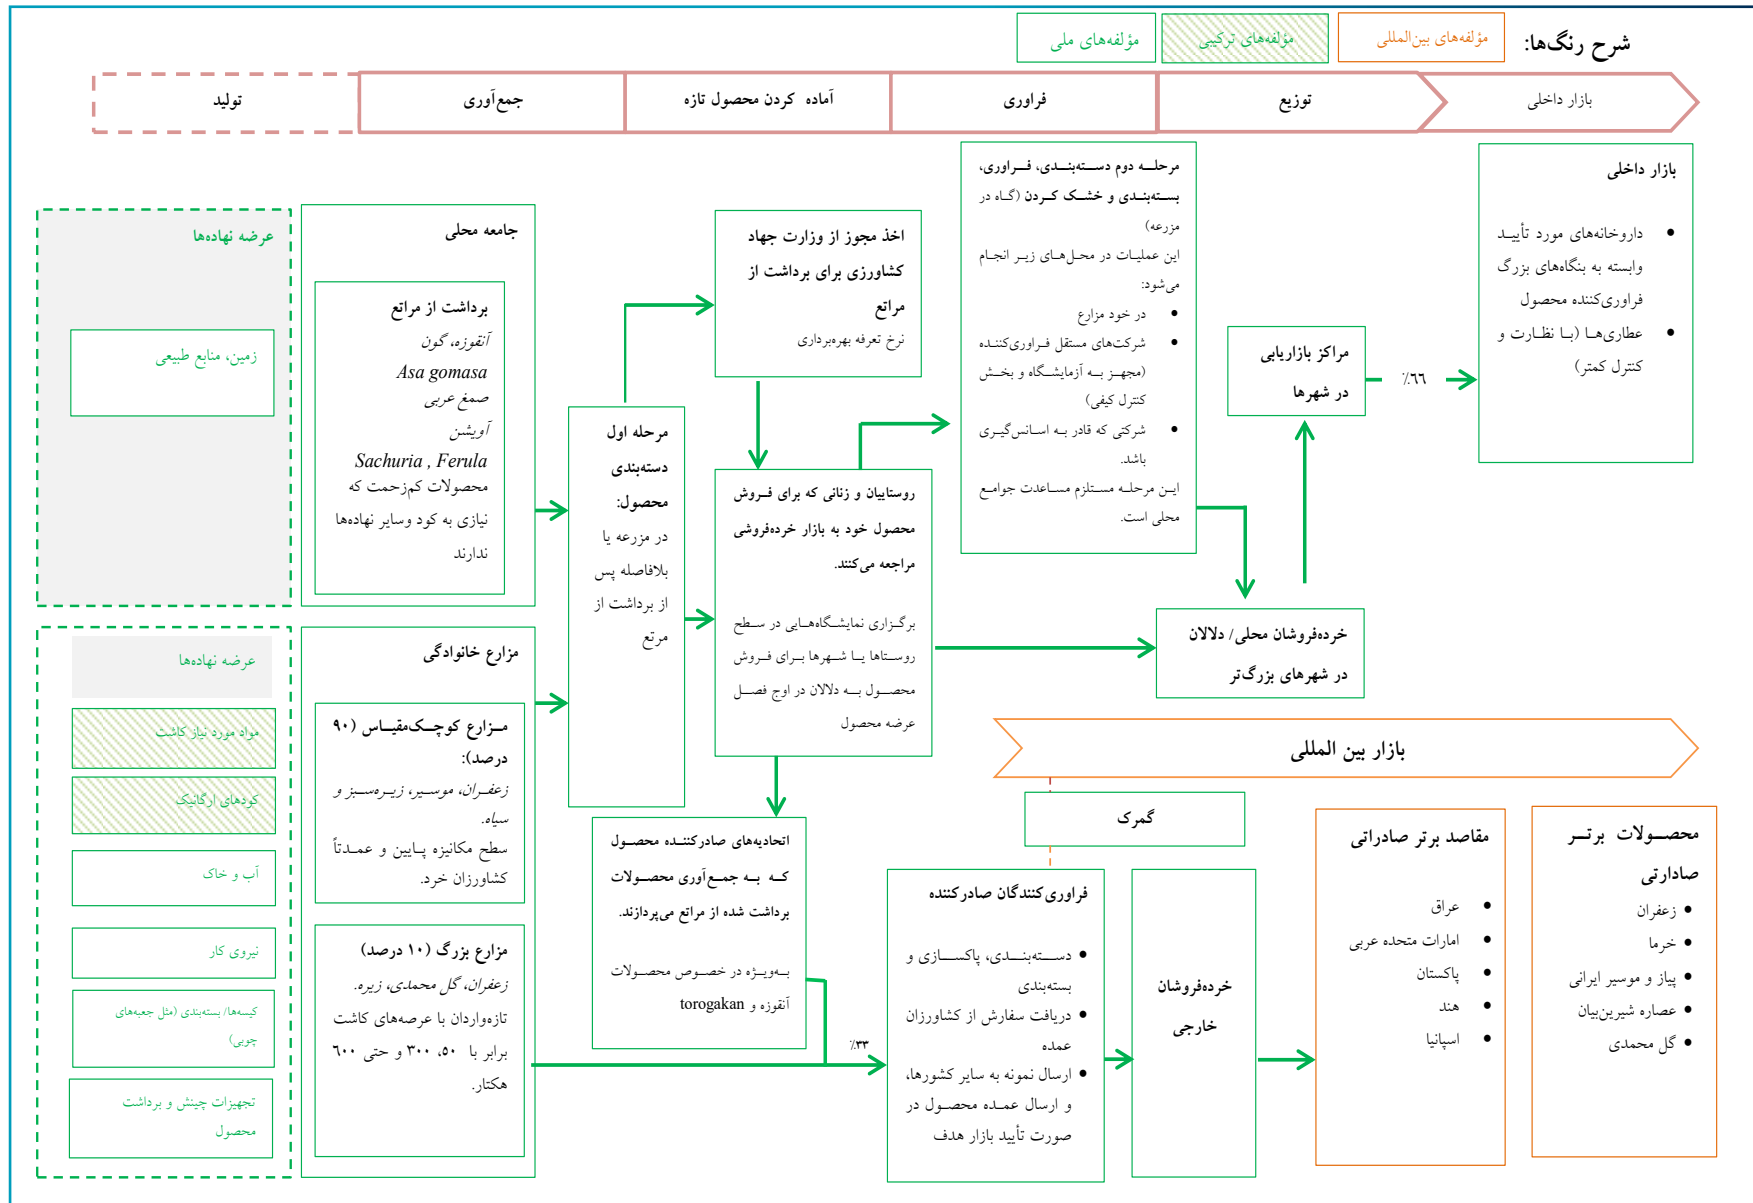 شرح رنگ‌ها:
مؤلفه‌های بین‌المللی
مؤلفه‌های ترکیبی
مؤلفه‌های ملی
تولید
جمع‌آوری
آماده کردن محصول تازه
فراوری
توزیع
بازار داخلی
عرضه نهاده‌ها
زمین، منابع طبیعی
جامعه محلی
برداشت از مراتع
آنقوزه، گون
Asa gomasa
صمغ عربی
آویشن
Sachuria , Ferula
محصولات کم‌زحمت که
نیازی به کود وسایر نهاده‌ها
ندارند
مرحله اول
دسته‌بندی
محصول:
در مزرعه یا
بلافاصله پس
از برداشت از
مرتع
اخذ مجوز از وزارت جهاد
کشاورزی برای برداشت از
مراتع
نرخ تعرفه بهره‌برداری
روستاییان و زنانی که برای فروش
محصول خود به بازار خرده‌فروشی
مراجعه می‌کنند.
برگزاری نمایشگاه‌هایی در سطح
روستاها یا شهرها برای فروش
محصول به دلالان در اوج فصل
عرضه محصول
مرحله دوم دسته‌بندی، فراوری،
بسته‌بندی و خشک کردن (گاه در
مزرعه)
این عملیات در محل‌های زیر انجام
می‌شود:
• در خود مزارع
• شرکت‌های مستقل فراوری‌کننده
(مجهز به آزمایشگاه و بخش
کنترل کیفی)
• شرکتی که قادر به اسانس‌گیری
باشد.
این مرحله مستلزم مساعدت جوامع
محلی است.
مراکز بازاریابی
در شهرها
٪٦٦
بازار داخلی
• داروخانه‌های مورد تأیید
وابسته به بنگاه‌های بزرگ
فراوری‌کننده محصول
• عطاری‌ها (با نظارت و
کنترل کمتر)
خرده‌فروشان محلی/ دلالان
در شهرهای بزرگ‌تر
عرضه نهاده‌ها
مواد مورد نیاز کاشت
کودهای ارگانیک
آب و خاک
نیروی کار
کیسه‌ها/ بسته‌بندی (مثل جعبه‌های
چوبی)
تجهیزات چینش و برداشت
محصول
مزارع خانوادگی
مزارع کوچک‌مقیاس (۹۰
درصد):
زعفران، موسیر، زیره‌سبز و
سیاه.
سطح مکانیزه پایین و عمدتاً
کشاورزان خرد.
مزارع بزرگ (۱۰ درصد)
زعفران، گل محمدی، زیره.
تازه‌واردان با عرصه‌های کاشت
برابر با ۵۰، ۳۰۰ و حتی ٦٠٠
هکتار.
اتحادیه‌های صادرکننده محصول
که به جمع‌آوری محصولات
برداشت شده از مراتع می‌پردازند.
به‌ویژه در خصوص محصولات
آنقوزه و torogakan
٪۳۳
بازار بین المللی
گمرک
فراوری‌کنندگان صادرکننده
• دسته‌بندی، پاکسازی و
بسته‌بندی
• دریافت سفارش از کشاورزان
عمده
• ارسال نمونه به سایر کشورها،
و ارسال عمده محصول در
صورت تأیید بازار هدف
خرده‌فروشان
خارجی
مقاصد برتر صادراتی
• عراق
• امارات متحده عربی
• پاکستان
• هند
• اسپانیا
محصولات برتر
صادارتی
• زعفران
• خرما
• پیاز و موسیر ایرانی
• عصاره شیرین‌بیان
• گل محمدی